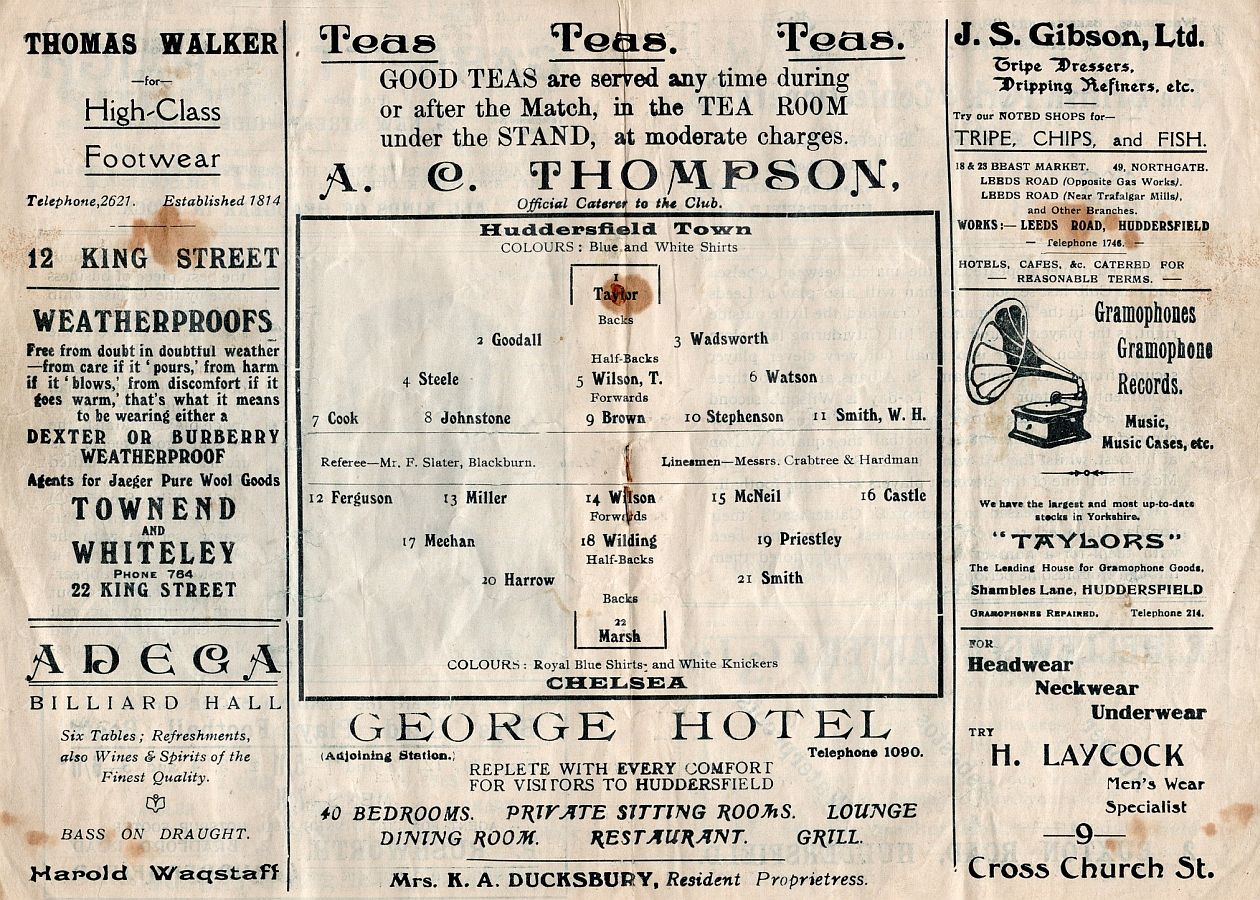 THOMAS WALKER
—for—
High-Class
Footwear
Telephone,2621. Established 1814
12 KING STREET
WEATHERPROOFS
Free from doubt in doubtful weather
—from care if it 'pours,' from harm
if it 'blows,' from discomfort if it
goes warm,' that's what it means
to be wearing either a
DEXTER OR BURBERRY
WEATHERPROOF
Agents for Jaeger Pure Wool Goods
TOWNEND
AND
WHITELEY
PHONE 764
22 KING STREET
ADEGA
BILLIARD HALL
Six Tables; Refreshments,
also Wines & Spirits of the
Finest Quality.
BASS ON DRAUGHT.
Harold Wagstaff
Teas Teas. Teas.
GOOD TEAS are served any time during
or after the Match, in the TEA ROOM
under the STAND, at moderate charges.
A. C. THOMPSON,
Official Caterer to the Club.
Huddersfield Town
COLOURS: Blue and White Shirts
1
Taylor
Backs
2 Goodall 3 Wadsworth
Half-Backs
4 Steele 5 Wilson, T. 6 Watson
Forwards
7 Cook 8 Johnstone 9 Brown 10 Stephenson 11 Smith, W. H.
Referee—Mr. F. Slater, Blackburn. Linesmen—Messrs. Crabtree & Hardman
12 Ferguson 13 Miller 14 Wilson 15 McNeil 16 Castle
Forwards
17 Meehan 18 Wilding 19 Priestley
Half-Backs
20 Harrow 21 Smith
Backs
22
Marsh
COLOURS: Royal Blue Shirts- and White Knickers
CHELSEA
GEORGE HOTEL
(Adjoining Station.) Telephone 1090.
REPLETE WITH EVERY COMFORT
FOR VISITORS TO HUDDERSFIELD
40 BEDROOMS. PRIVATE SITTING ROOMS. LOUNGE
DINING ROOM. RESTAURANT. GRILL.
Mrs. K. A. DUCKSBURY, Resident Proprietress.
J. S. Gibson, Ltd.
Tripe Dressers,
Dripping Refiners, etc.
Try our NOTED SHOPS for—
TRIPE, CHIPS, and FISH.
18 & 23 BEAST MARKET. 49, NORTHGATE.
LEEDS ROAD (Opposite Gas Works).
LEEDS ROAD (Near Trafalgar Mills),
and Other Branches.
WORKS:— LEEDS ROAD, HUDDERSFIELD
— Telephone 1746. —
HOTELS, CAFES, &c. CATERED FOR
— REASONABLE TERMS. —
Gramophones
Gramophone
Records.
Music,
Music Cases, etc.
We have the largest and most up-to-date
stocks in Yorkshire.
"TAYLORS"
The Leading House for Gramophone Goods,
Shambles Lane, HUDDERSFIELD
GRAMOPHONES REPAIRED. Telephone 214.
FOR
Headwear
Neckwear
Underwear
TRY
H. LAYCOCK
Men's Wear
Specialist
—9—
Cross Church St.